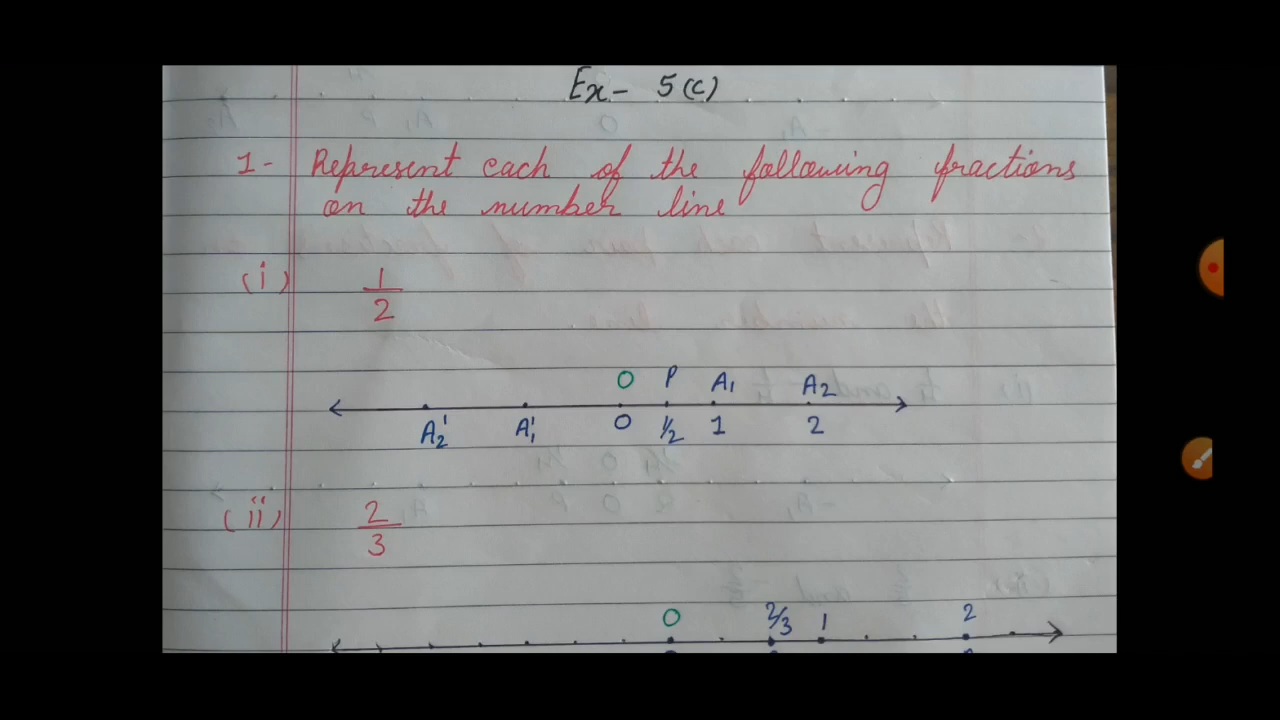 Ex- 5(c)
1- Represent each of the following fractions
on the number line
(i) 1/2
O P A₁ A₂
A₂' A₁' 0 1/2 1 2
(ii) 2/3
O 2/3 1 2